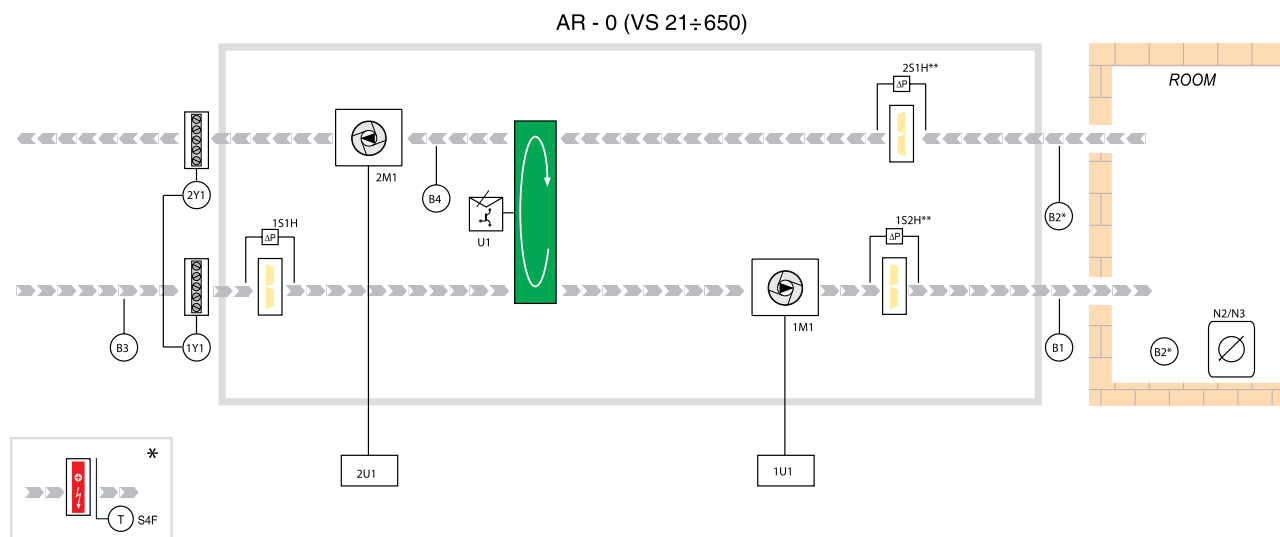 AR - 0 (VS 21÷650)
2S1H**
ΔP
ROOM
2M1
2Y1
B4
B2*
1S1H
ΔP
U1
1S2H**
ΔP
1M1
N2/N3
B3
1Y1
B1
B2*
*
2U1
1U1
T
S4F